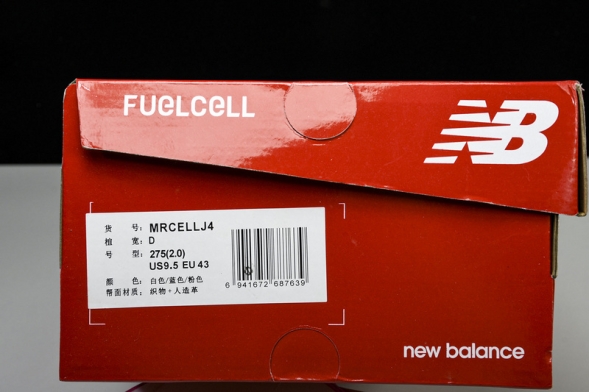 FUELCELL
NB
货 号: MRCELLJ4
楦 宽: D
号 型: 275(2.0)
US9.5 EU 43
颜 色: 白色/蓝色/粉色
帮面材质: 织物+人造革
6 941672 687639
new balance